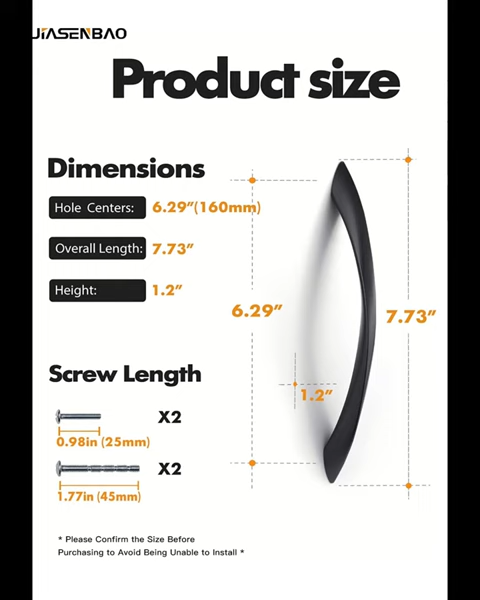 JIASENBAO
Product size
Dimensions
Hole Centers: 6.29”(160mm)
Overall Length: 7.73”
Height: 1.2”
6.29”
7.73”
1.2”
Screw Length
X2
0.98in (25mm)
X2
1.77in (45mm)
* Please Confirm the Size Before
Purchasing to Avoid Being Unable to Install *